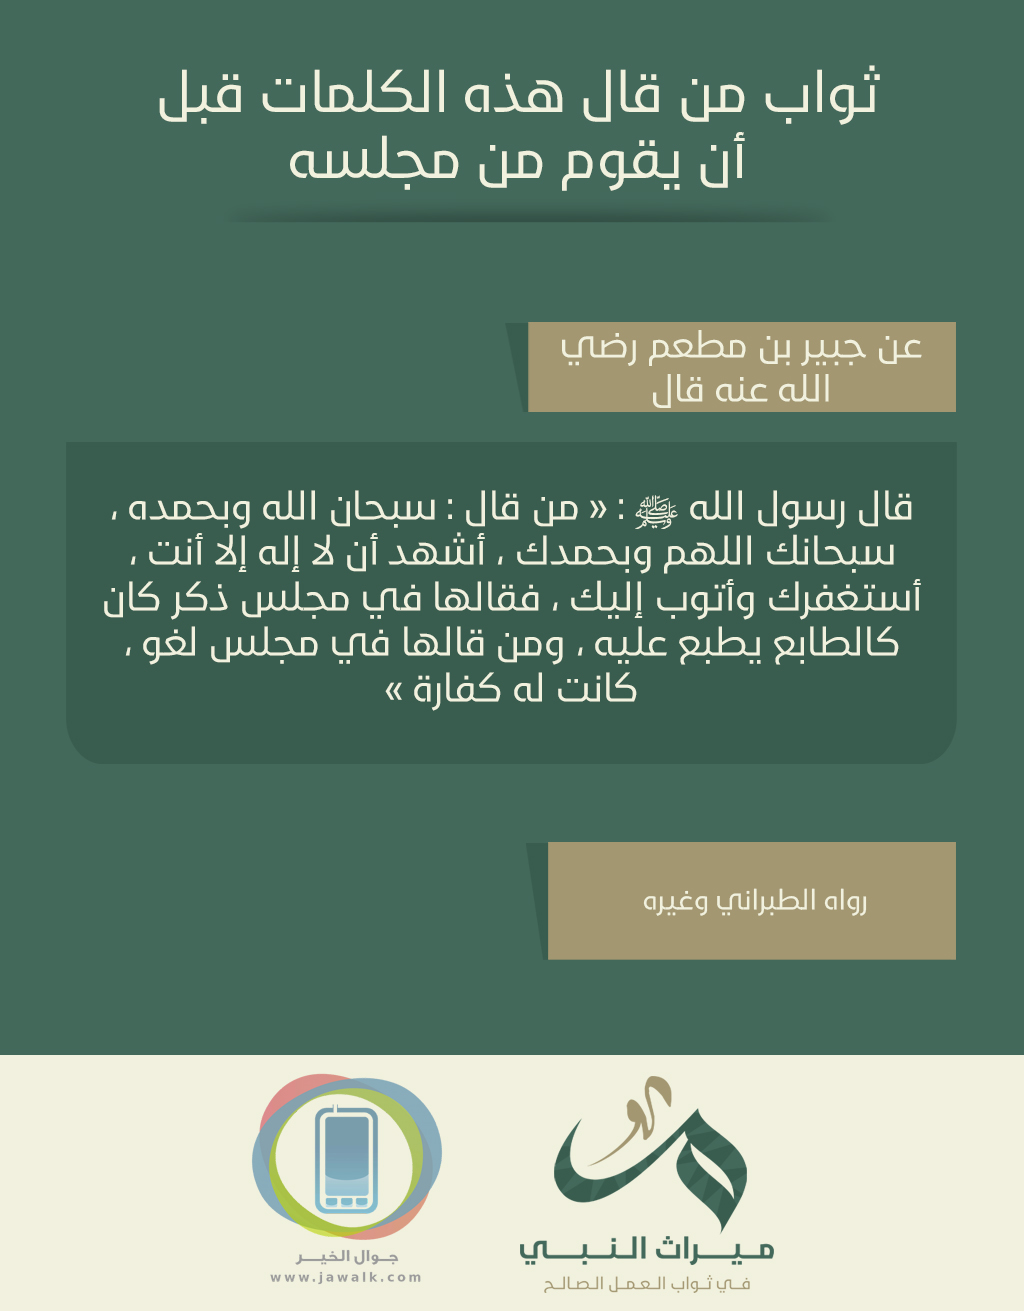 ثواب من قال هذه الكلمات قبل
أن يقوم من مجلسه
عن جبير بن مطعم رضي
الله عنه قال
قال رسول الله ﷺ : « من قال : سبحان الله وبحمده ،
سبحانك اللهم وبحمدك ، أشهد أن لا إله إلا أنت ،
أستغفرك وأتوب إليك ، فقالها في مجلس ذكر كان
كالطابع يطبع عليه ، ومن قالها في مجلس لغو ،
كانت له كفارة »
رواه الطبراني وغيره
ميراث النبي
في ثواب العمل الصالح
جوال الخير
www.jawalk.com